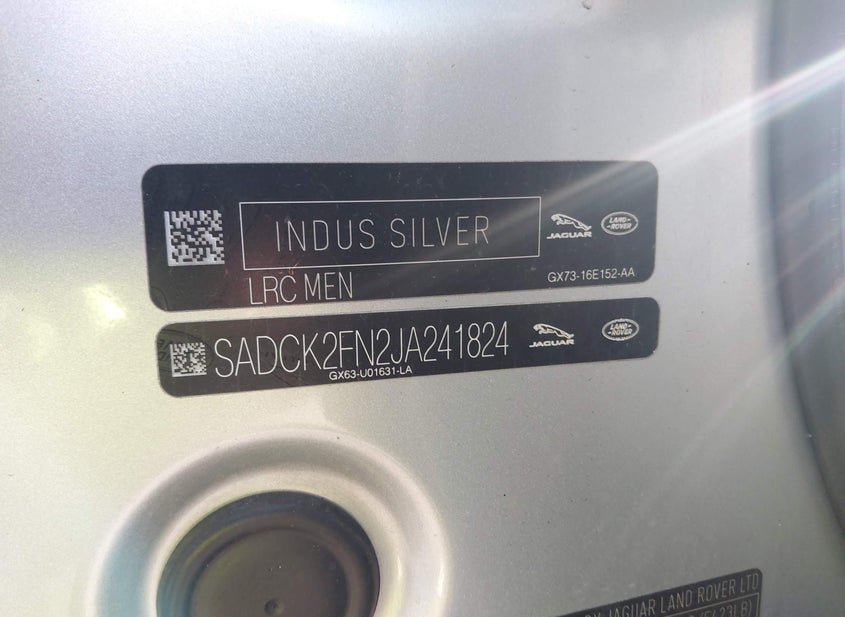 INDUS SILVER
JAGUAR
LAND-
ROVER
LRC MEN
GX73-16E152-AA
SADCK2FN2JA241824
JAGUAR
LAND-
ROVER
GX63-U01631-LA
BY JAGUAR LAND ROVER LTD